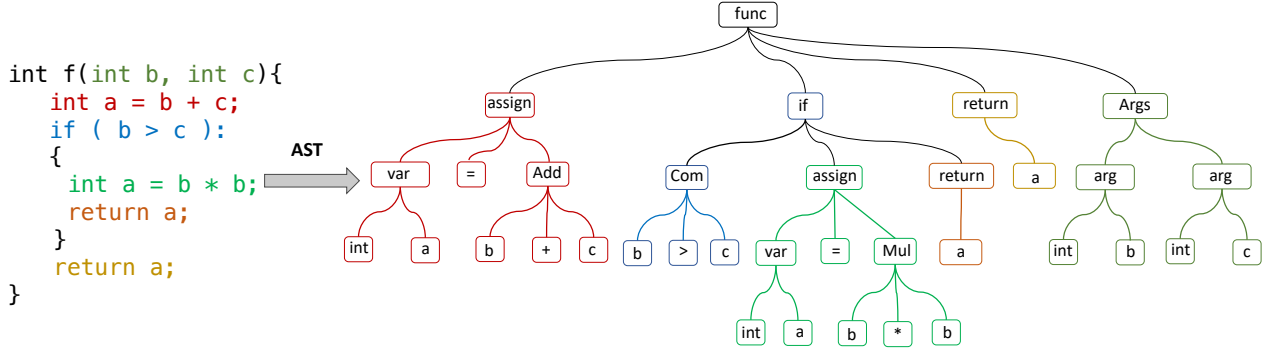 int f(int b, int c){
int a = b + c;
if ( b > c ):
{
int a = b * b;
return a;
}
return a;
}
AST
func
assign if return Args
var = Add Com assign return a arg arg
int a b + c b > c var = Mul a int b int c
int a b * b